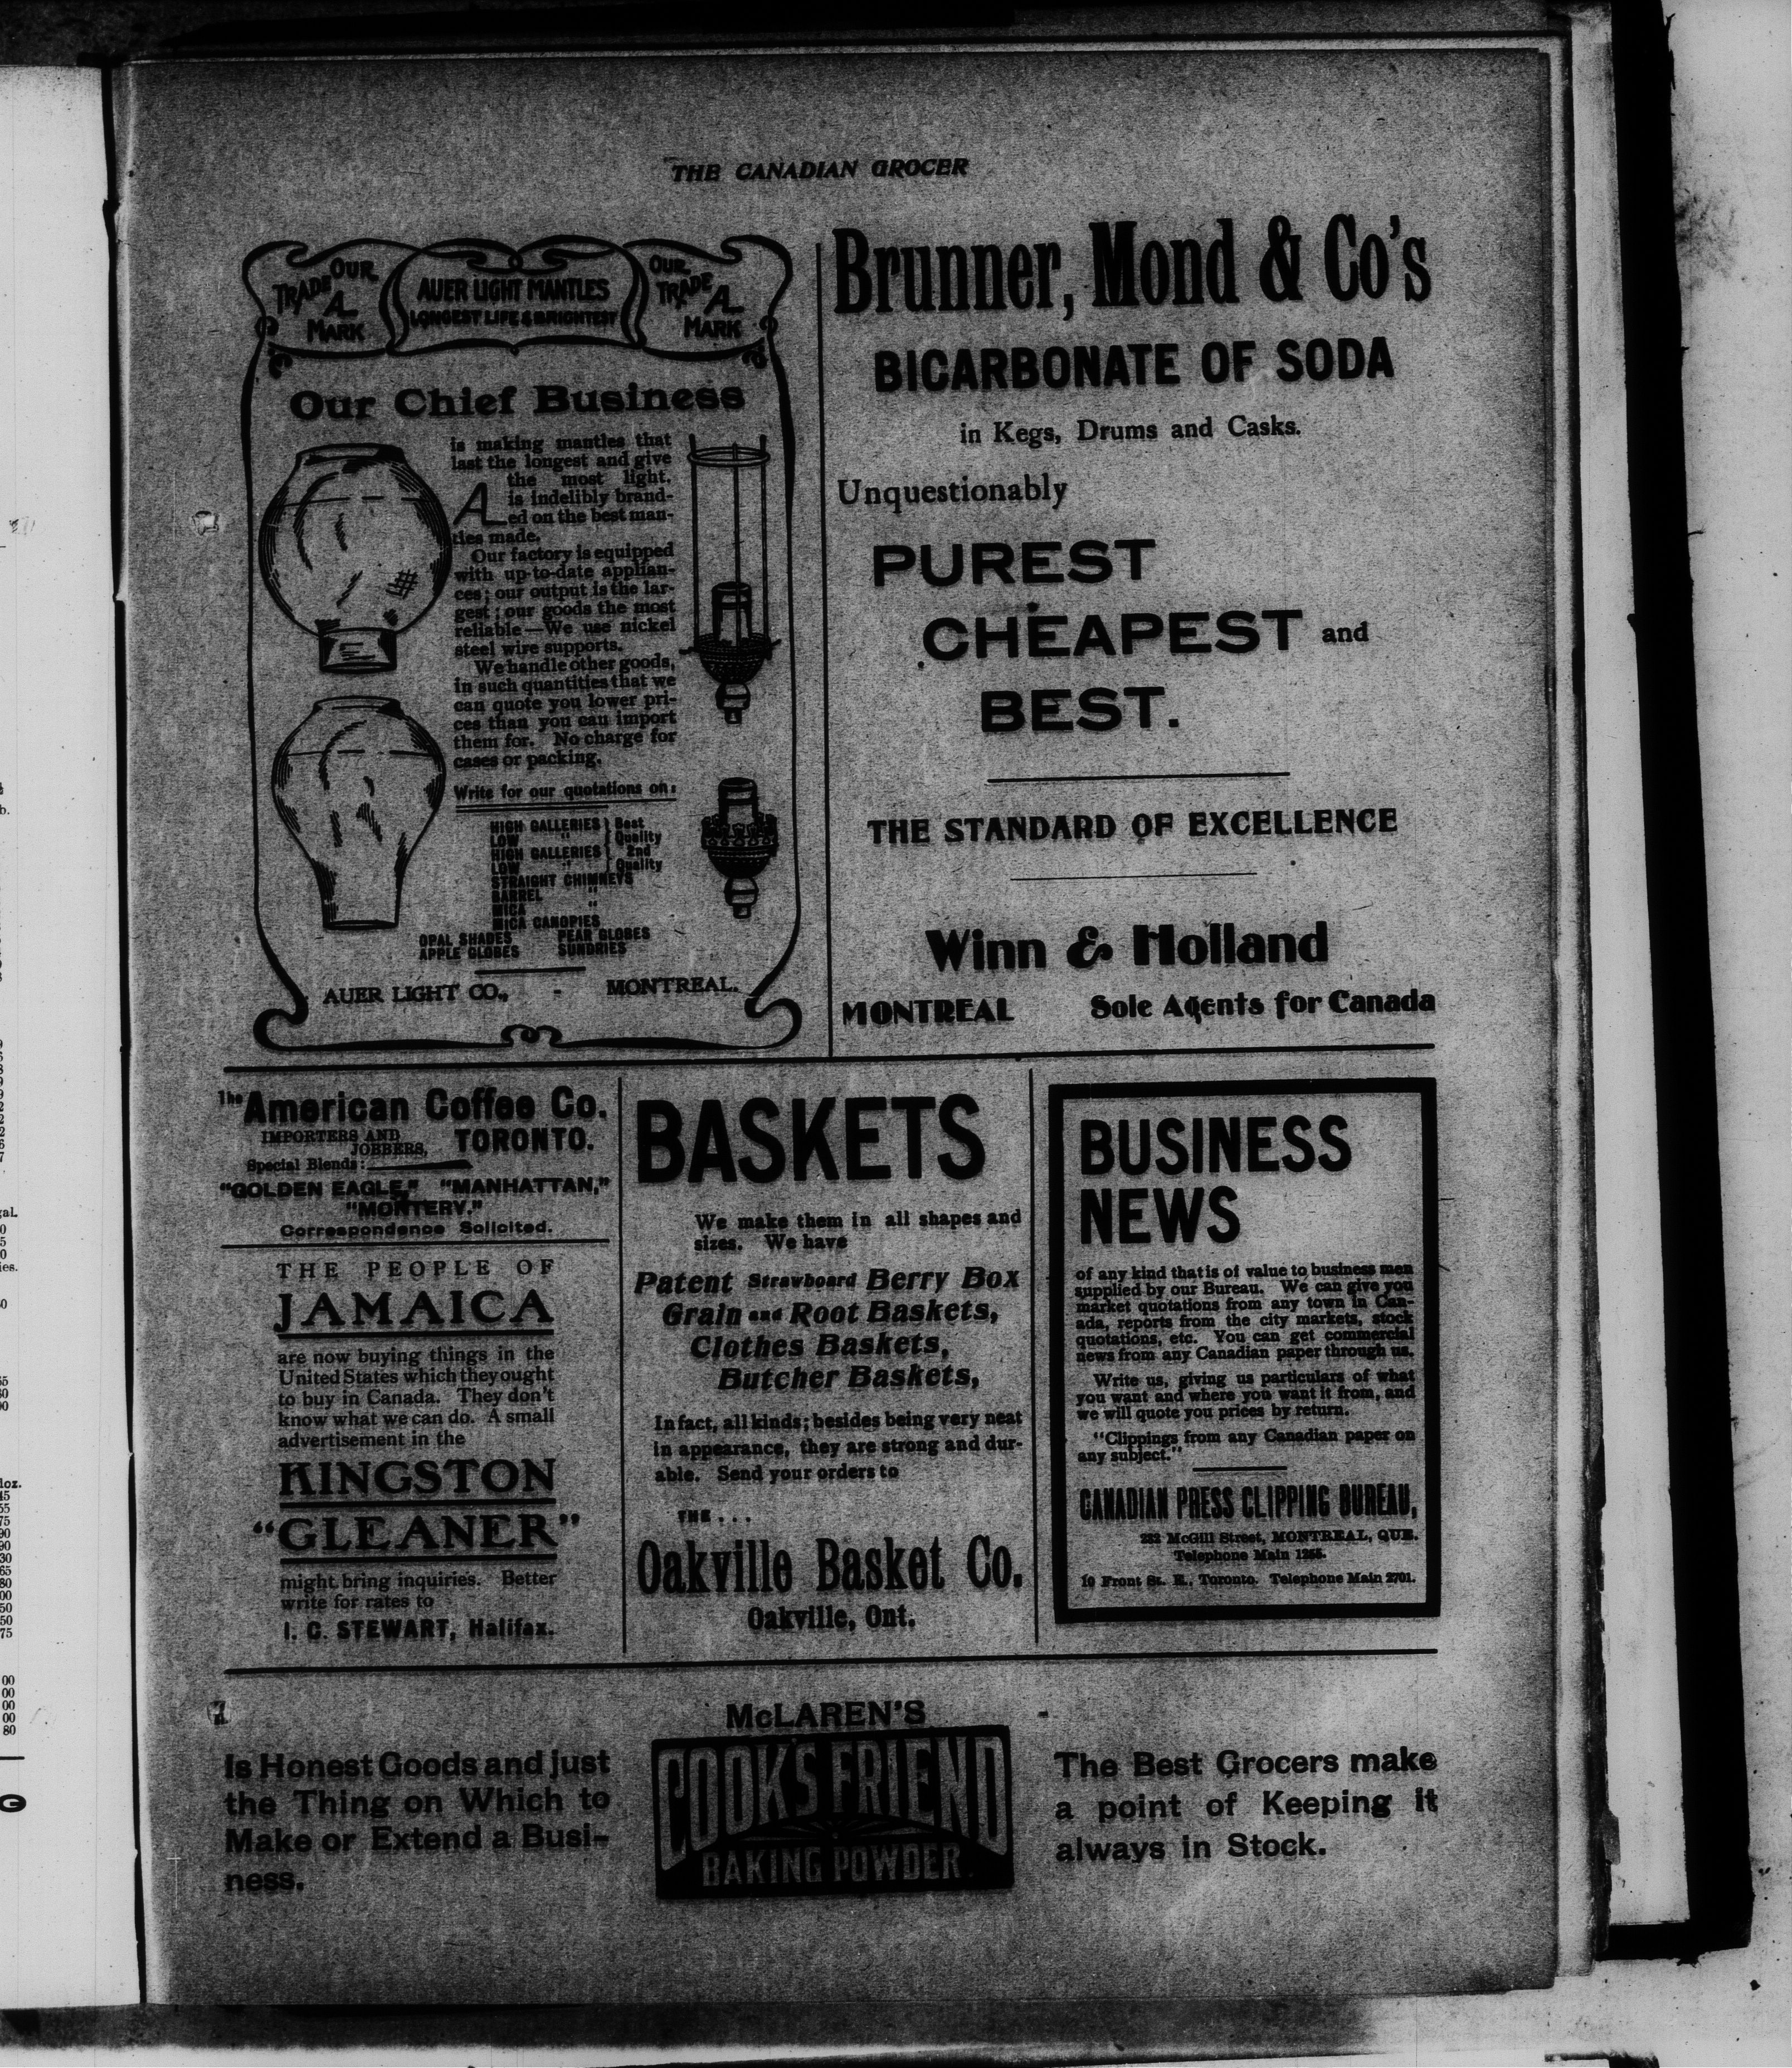 THE CANADIAN GROCER
OUR
TRADE A
MARK
AUER LIGHT MANTLES
LONGEST LIFE & BRIGHTEST
OUR
TRADE A
MARK
Our Chief Business
is making mantles that
last the longest and give
the most light.
A is indelibly brand-
ed on the best man-
tles made.
Our factory is equipped
with up-to-date applian-
ces; our output is the lar-
gest; our goods the most
reliable—We use nickel
steel wire supports.
We handle other goods,
in such quantities that we
can quote you lower pri-
ces than you can import
them for. No charge for
cases or packing.
Write for our quotations on:
HIGH GALLERIES } Best
LOW " } Quality
HIGH GALLERIES } 2nd
LOW " } Quality
STRAIGHT CHIMNEYS
BARREL "
MICA "
MICA CANOPIES
OPAL SHADES PEAR GLOBES
APPLE GLOBES SUNDRIES
AUER LIGHT CO., - MONTREAL.
Brunner, Mond & Co's
BICARBONATE OF SODA
in Kegs, Drums and Casks.
Unquestionably
PUREST
CHEAPEST and
BEST.
THE STANDARD OF EXCELLENCE
Winn & Holland
MONTREAL Sole Agents for Canada
The American Coffee Co.
IMPORTERS AND
JOBBERS, TORONTO.
Special Blends:
"GOLDEN EAGLE," "MANHATTAN,"
"MONTERY."
Correspondence Solicited.
THE PEOPLE OF
JAMAICA
are now buying things in the
United States which they ought
to buy in Canada. They don't
know what we can do. A small
advertisement in the
KINGSTON
"GLEANER"
might bring inquiries. Better
write for rates to
I. C. STEWART, Halifax.
BASKETS
We make them in all shapes and
sizes. We have
Patent Strawboard Berry Box
Grain and Root Baskets,
Clothes Baskets,
Butcher Baskets,
In fact, all kinds; besides being very neat
in appearance, they are strong and dur-
able. Send your orders to
THE...
Oakville Basket Co.
Oakville, Ont.
BUSINESS
NEWS
of any kind that is of value to business men
supplied by our Bureau. We can give you
market quotations from any town in Can-
ada, reports from the city markets, stock
quotations, etc. You can get commercial
news from any Canadian paper through us.
Write us, giving us particulars of what
you want and where you want it from, and
we will quote you prices by return.
"Clippings from any Canadian paper on
any subject."
CANADIAN PRESS CLIPPING BUREAU,
232 McGill Street, MONTREAL, QUE.
Telephone Main 1255.
10 Front St. E., Toronto. Telephone Main 2701.
Is Honest Goods and just
the Thing on Which to
Make or Extend a Busi-
ness.
McLAREN'S
COOK'S FRIEND
BAKING POWDER
The Best Grocers make
a point of Keeping it
always in Stock.